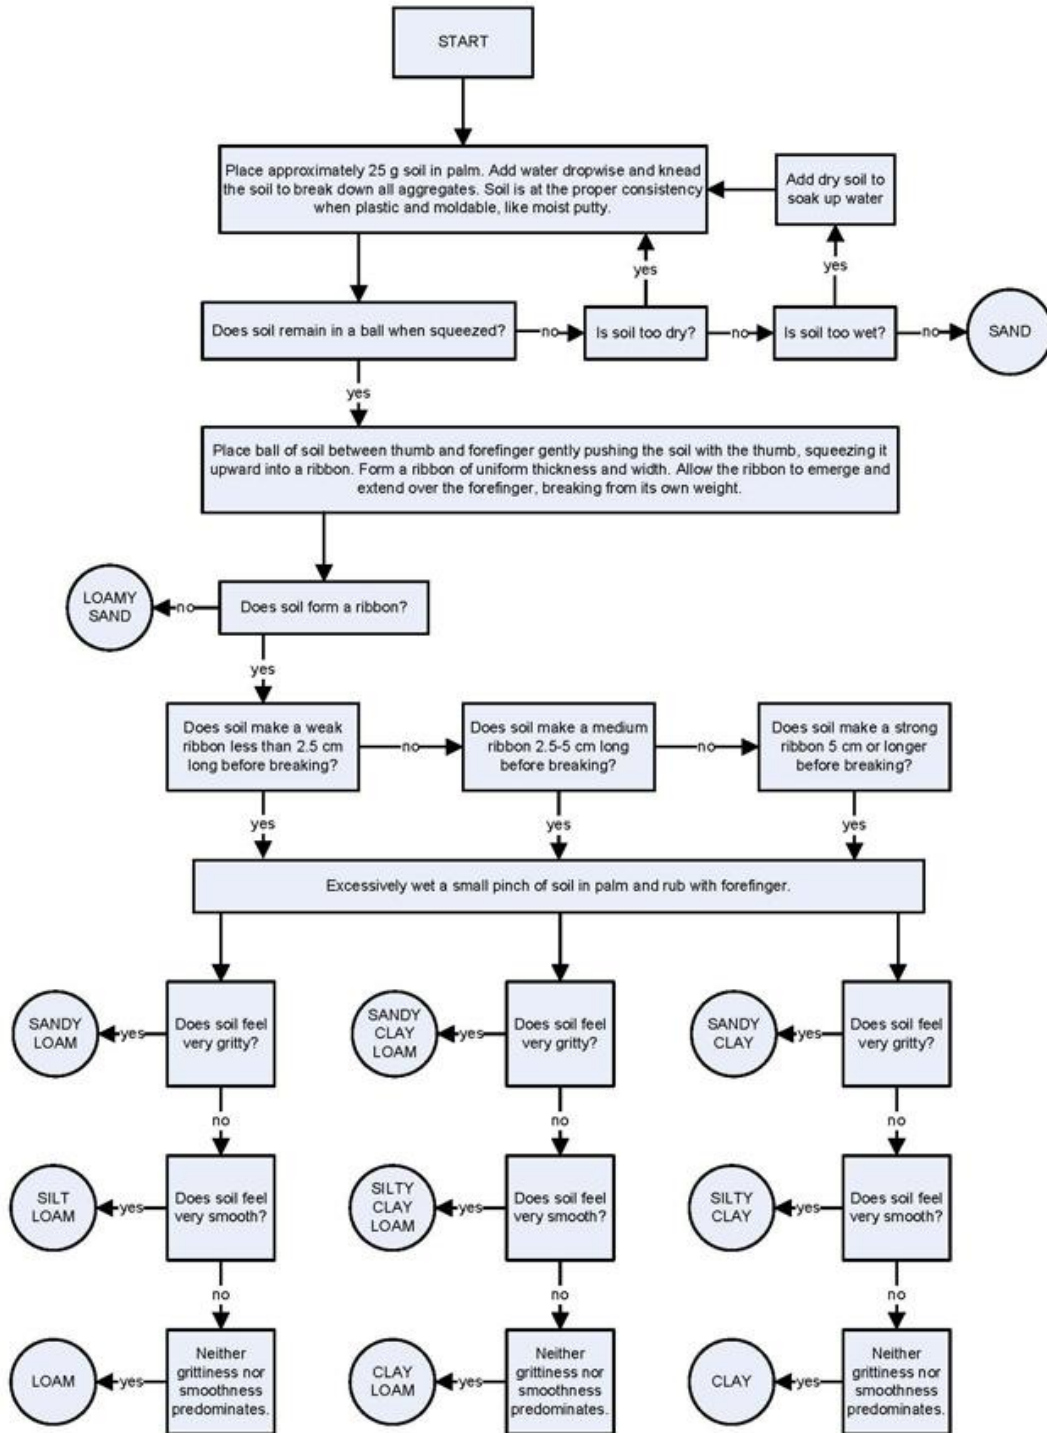 START
Place approximately 25 g soil in palm. Add water dropwise and knead
the soil to break down all aggregates. Soil is at the proper consistency
when plastic and moldable, like moist putty.
Add dry soil to
soak up water
yes
yes
Does soil remain in a ball when squeezed?
no
Is soil too dry?
no
Is soil too wet?
no
SAND
yes
Place ball of soil between thumb and forefinger gently pushing the soil with the thumb, squeezing it
upward into a ribbon. Form a ribbon of uniform thickness and width. Allow the ribbon to emerge and
extend over the forefinger, breaking from its own weight.
LOAMY
SAND
no
Does soil form a ribbon?
yes
Does soil make a weak
ribbon less than 2.5 cm
long before breaking?
no
Does soil make a medium
ribbon 2.5-5 cm long
before breaking?
no
Does soil make a strong
ribbon 5 cm or longer
before breaking?
yes
yes
yes
Excessively wet a small pinch of soil in palm and rub with forefinger.
SANDY
LOAM
yes
Does soil feel
very gritty?
SANDY
CLAY
LOAM
yes
Does soil feel
very gritty?
SANDY
CLAY
yes
Does soil feel
very gritty?
no
no
no
SILT
LOAM
yes
Does soil feel
very smooth?
SILTY
CLAY
LOAM
yes
Does soil feel
very smooth?
SILTY
CLAY
yes
Does soil feel
very smooth?
no
no
no
LOAM
yes
Neither
grittiness nor
smoothness
predominates.
CLAY
LOAM
yes
Neither
grittiness nor
smoothness
predominates.
CLAY
yes
Neither
grittiness nor
smoothness
predominates.